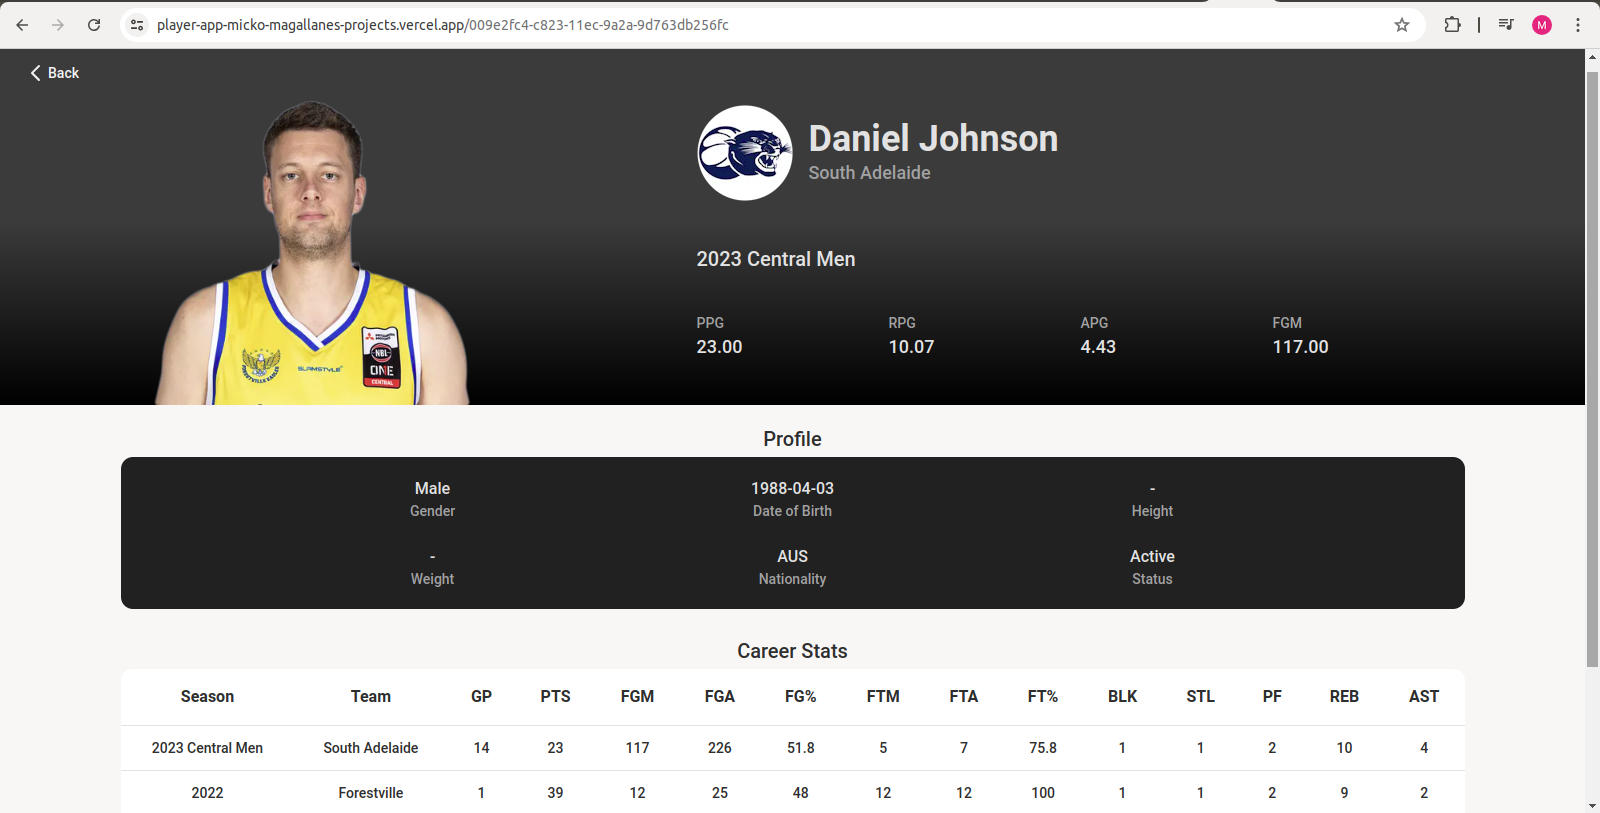 player-app-micko-magallanes-projects.vercel.app/009e2fc4-c823-11ec-9a2a-9d763db256fc
M
Back
Daniel Johnson
South Adelaide
2023 Central Men
PPG RPG APG FGM
23.00 10.07 4.43 117.00
FORESTVILLE EAGLES
SLAMSTYLE
NBL
ONE
CENTRAL
Profile
Male 1988-04-03 -
Gender Date of Birth Height
- AUS Active
Weight Nationality Status
Career Stats
Season Team GP PTS FGM FGA FG% FTM FTA FT% BLK STL PF REB AST
2023 Central Men South Adelaide 14 23 117 226 51.8 5 7 75.8 1 1 2 10 4
2022 Forestville 1 39 12 25 48 12 12 100 1 1 2 9 2